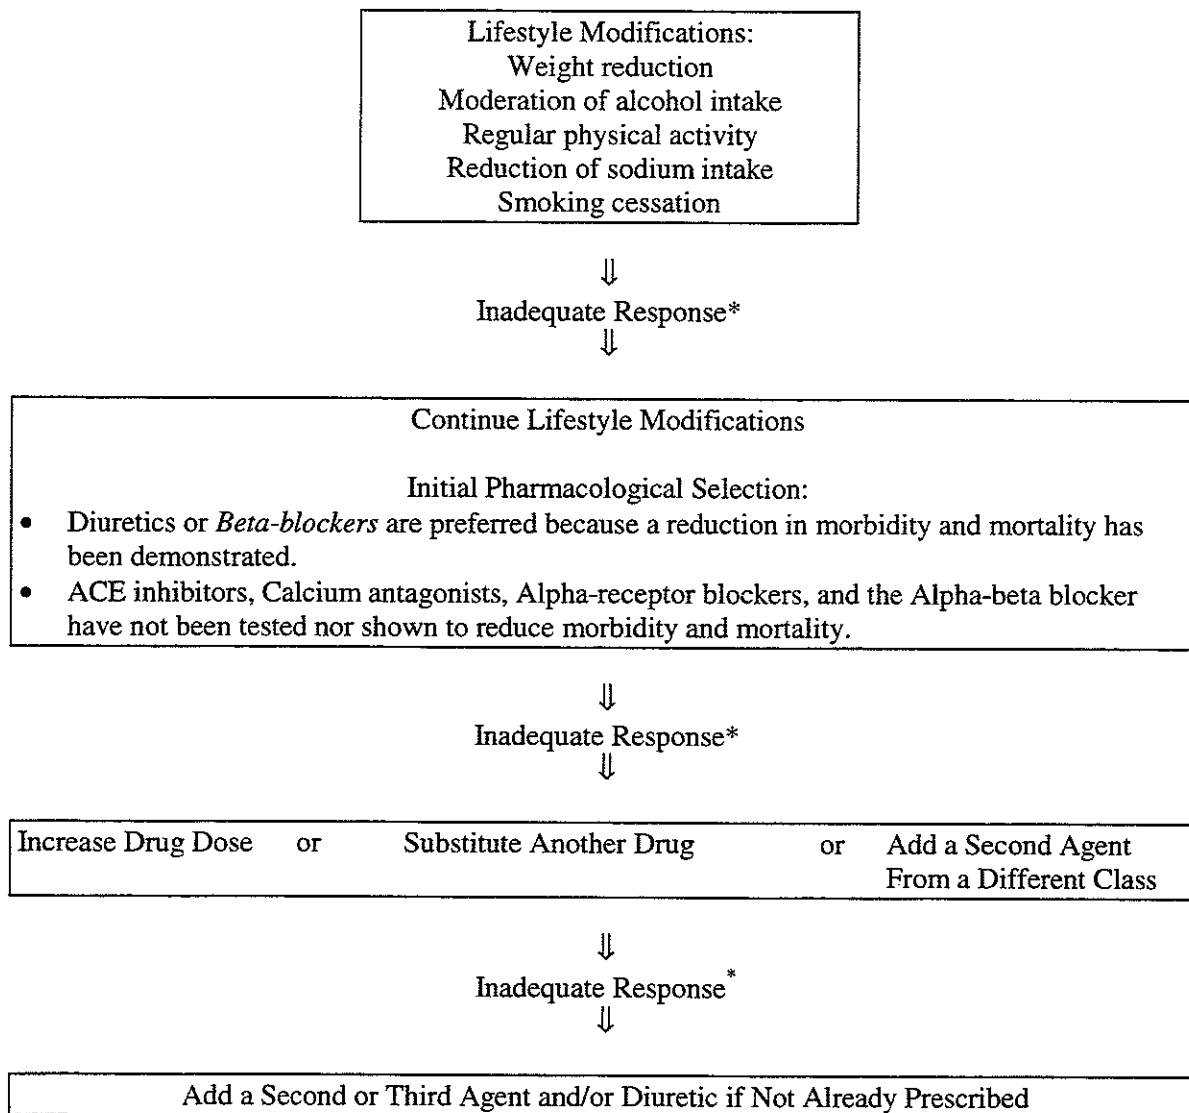 Lifestyle Modifications:
Weight reduction
Moderation of alcohol intake
Regular physical activity
Reduction of sodium intake
Smoking cessation
⇓
Inadequate Response*
⇓
Continue Lifestyle Modifications
Initial Pharmacological Selection:
• Diuretics or Beta-blockers are preferred because a reduction in morbidity and mortality has
been demonstrated.
• ACE inhibitors, Calcium antagonists, Alpha-receptor blockers, and the Alpha-beta blocker
have not been tested nor shown to reduce morbidity and mortality.
⇓
Inadequate Response*
⇓
Increase Drug Dose or Substitute Another Drug or Add a Second Agent
From a Different Class
⇓
Inadequate Response*
⇓
Add a Second or Third Agent and/or Diuretic if Not Already Prescribed